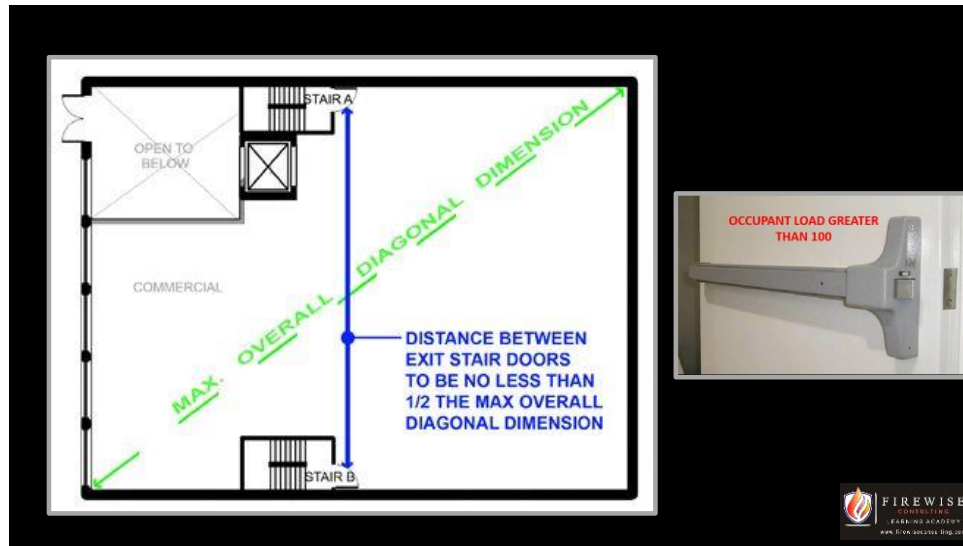 STAIR A
OPEN TO
BELOW
MAX. OVERALL DIAGONAL DIMENSION
COMMERCIAL
DISTANCE BETWEEN
EXIT STAIR DOORS
TO BE NO LESS THAN
1/2 THE MAX OVERALL
DIAGONAL DIMENSION
STAIR B
OCCUPANT LOAD GREATER
THAN 100
FIREWISE
CONSULTING
LEARNING ACADEMY